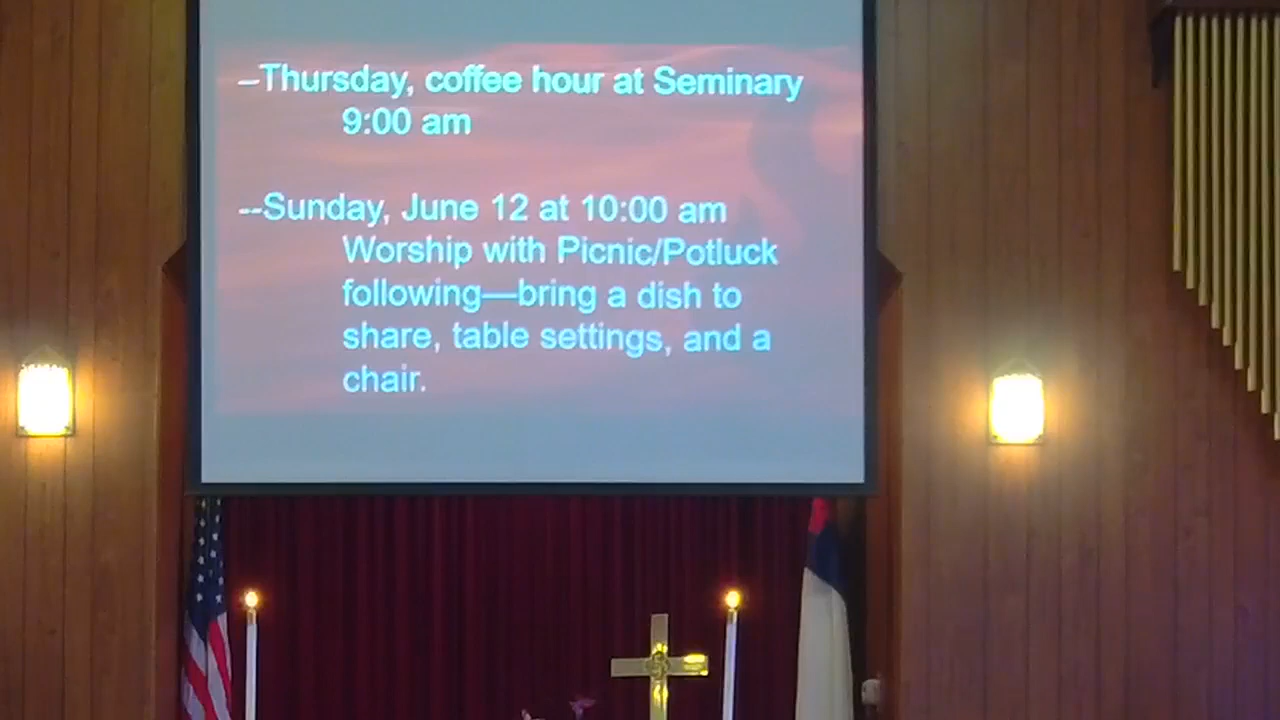 –Thursday, coffee hour at Seminary
9:00 am
--Sunday, June 12 at 10:00 am
Worship with Picnic/Potluck
following—bring a dish to
share, table settings, and a
chair.